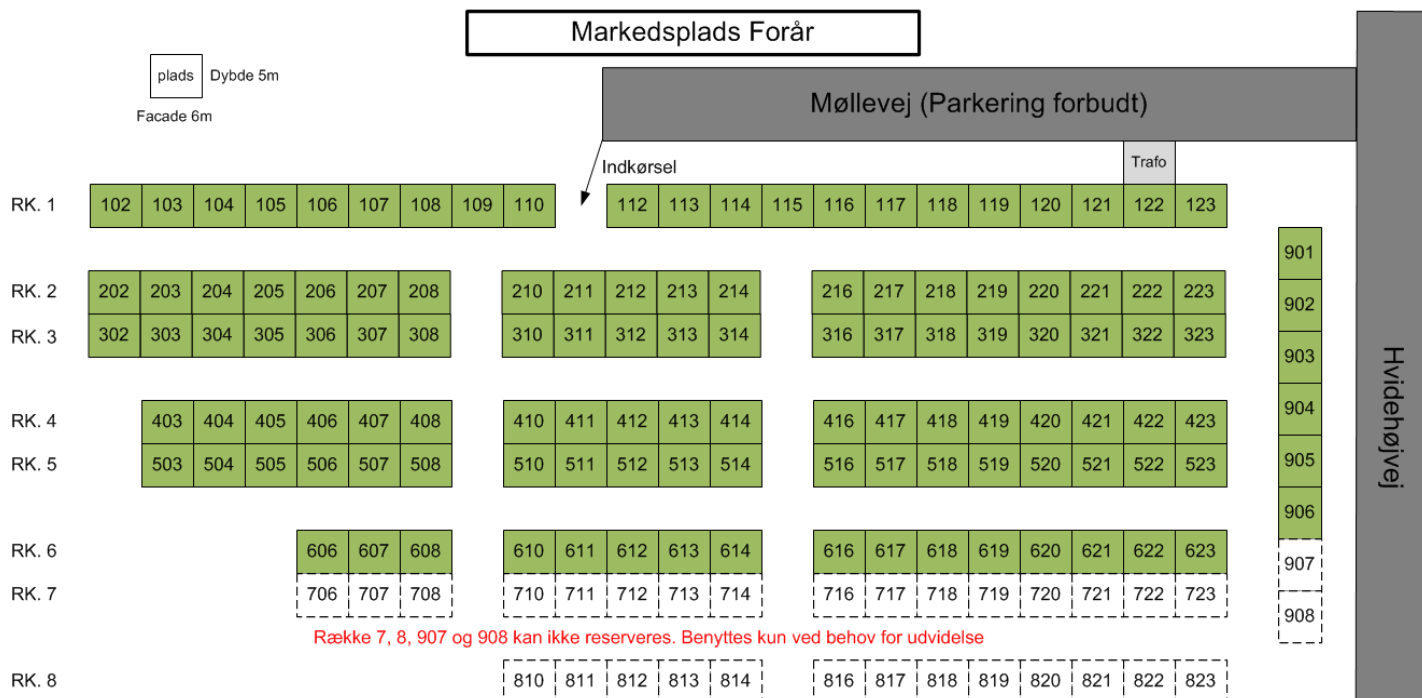 Markedsplads Forår
plads Dybde 5m
Facade 6m
Møllevej (Parkering forbudt)
Indkørsel
Trafo
RK. 1 102 103 104 105 106 107 108 109 110 112 113 114 115 116 117 118 119 120 121 122 123
RK. 2 202 203 204 205 206 207 208 210 211 212 213 214 216 217 218 219 220 221 222 223
RK. 3 302 303 304 305 306 307 308 310 311 312 313 314 316 317 318 319 320 321 322 323
RK. 4 403 404 405 406 407 408 410 411 412 413 414 416 417 418 419 420 421 422 423
RK. 5 503 504 505 506 507 508 510 511 512 513 514 516 517 518 519 520 521 522 523
RK. 6 606 607 608 610 611 612 613 614 616 617 618 619 620 621 622 623
RK. 7 706 707 708 710 711 712 713 714 716 717 718 719 720 721 722 723
Række 7, 8, 907 og 908 kan ikke reserveres. Benyttes kun ved behov for udvidelse
RK. 8 810 811 812 813 814 816 817 818 819 820 821 822 823
901
902
903
904
905
906
907
908
Hvidehøjvej